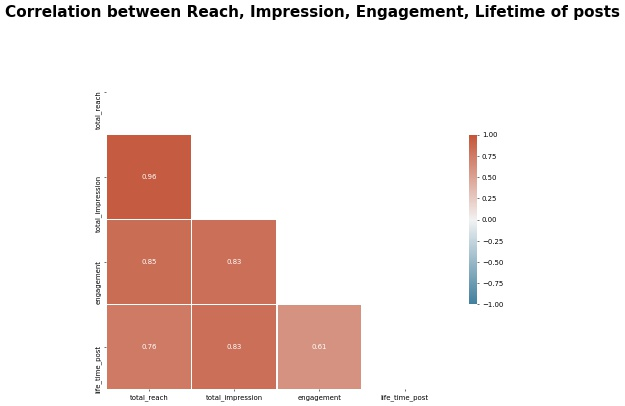 Correlation between Reach, Impression, Engagement, Lifetime of posts
total_reach
total_impression
engagement
life_time_post
0.96
0.85 0.83
0.76 0.83 0.61
total_reach total_impression engagement life_time_post
1.00
0.75
0.50
0.25
0.00
−0.25
−0.50
−0.75
−1.00